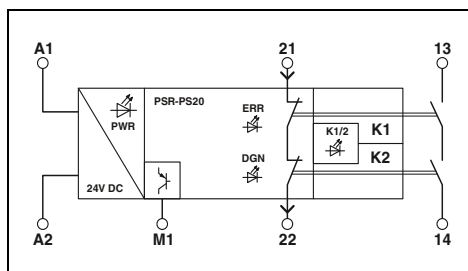 A1 21 13
PSR-PS20 ERR
PWR K1/2 K1
DGN K2
24V DC
A2 M1 22 14